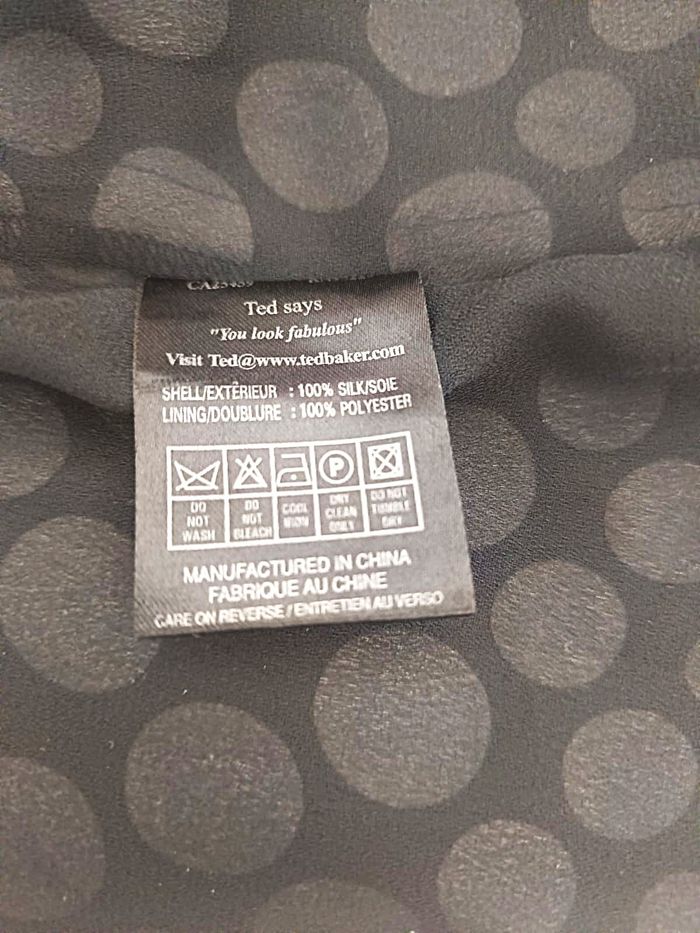 Ted says
"You look fabulous"
Visit Ted@www.tedbaker.com
SHELL/EXTÉRIEUR : 100% SILK/SOIE
LINING/DOUBLURE : 100% POLYESTER
P
DO NOT WASH
DO NOT BLEACH
COOL IRON
DRY CLEAN ONLY
DO NOT TUMBLE DRY
MANUFACTURED IN CHINA
FABRIQUE AU CHINE
CARE ON REVERSE / ENTRETIEN AU VERSO